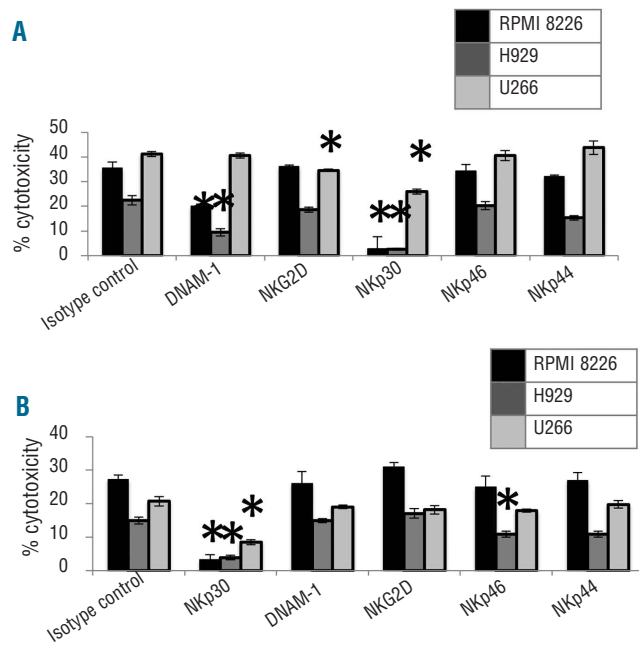 A
RPMI 8226
H929
U266
% cytotoxicity
50
40
30
20
10
0
* *
*
* *
*
Isotype control
DNAM-1
NKG2D
NKp30
NKp46
NKp44
B
RPMI 8226
H929
U266
% cytotoxicity
40
30
20
10
0
* *
*
*
Isotype control
NKp30
DNAM-1
NKG2D
NKp46
NKp44